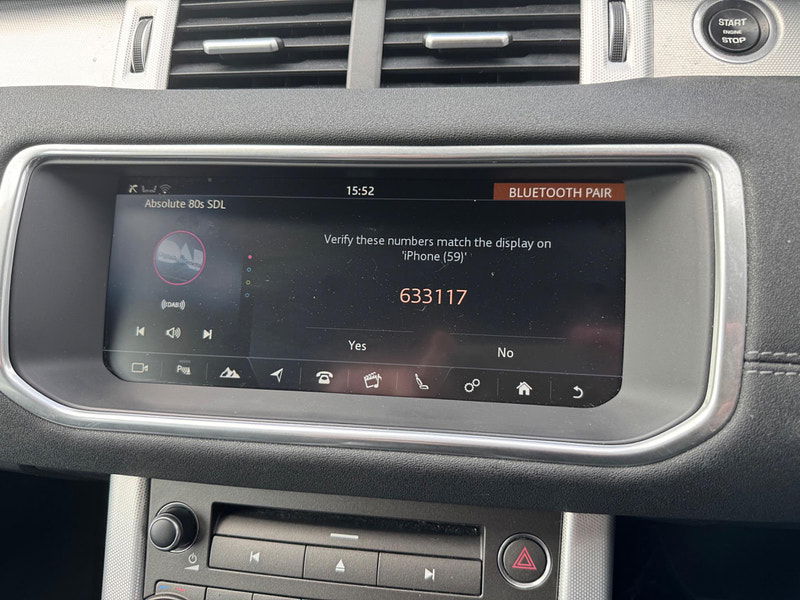 START
ENGINE
STOP
15:52
BLUETOOTH PAIR
Absolute 80s SDL
Verify these numbers match the display on
'iPhone (59)'
633117
(((DAB)))
Yes
No